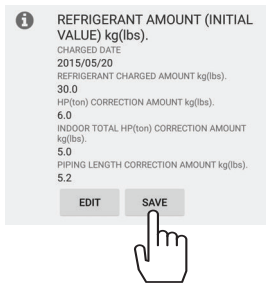 REFRIGERANT AMOUNT (INITIAL
VALUE) kg(lbs).
CHARGED DATE
2015/05/20
REFRIGERANT CHARGED AMOUNT kg(lbs).
30.0
HP(ton) CORRECTION AMOUNT kg(lbs).
6.0
INDOOR TOTAL HP(ton) CORRECTION AMOUNT
kg(lbs).
5.0
PIPING LENGTH CORRECTION AMOUNT kg(lbs).
5.2
EDIT SAVE